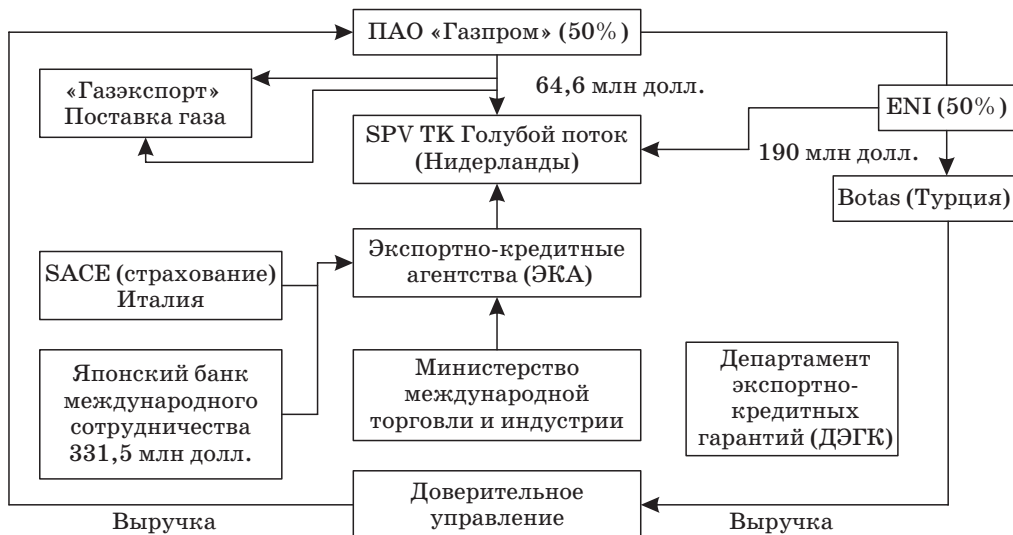 ПАО «Газпром» (50%)
«Газэкспорт»
Поставка газа
64,6 млн долл.
ENI (50%)
SPV ТК Голубой поток
(Нидерланды)
190 млн долл.
Botas (Турция)
SACE (страхование)
Италия
Экспортно-кредитные
агентства (ЭКА)
Японский банк
международного
сотрудничества
331,5 млн долл.
Министерство
международной
торговли и индустрии
Департамент
экспортно-
кредитных
гарантий (ДЭГК)
Выручка
Доверительное
управление
Выручка